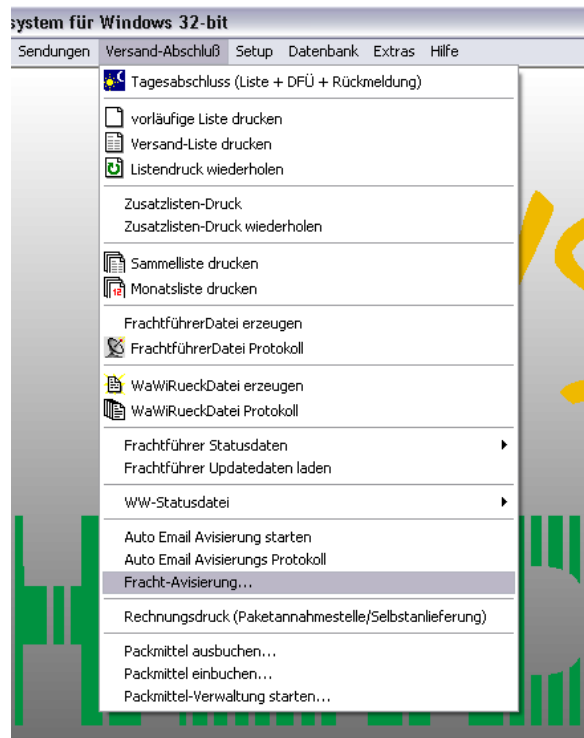 system für Windows 32-bit
Sendungen Versand-Abschluß Setup Datenbank Extras Hilfe
Tagesabschluss (Liste + DFÜ + Rückmeldung)
vorläufige Liste drucken
Versand-Liste drucken
Listendruck wiederholen
Zusatzlisten-Druck
Zusatzlisten-Druck wiederholen
Sammelliste drucken
12 Monatsliste drucken
FrachtführerDatei erzeugen
FrachtführerDatei Protokoll
WaWiRueckDatei erzeugen
WaWiRueckDatei Protokoll
Frachtführer Statusdaten
Frachtführer Updatedaten laden
WW-Statusdatei
Auto Email Avisierung starten
Auto Email Avisierungs Protokoll
Fracht-Avisierung...
Rechnungsdruck (Paketannahmestelle/Selbstanlieferung)
Packmittel ausbuchen...
Packmittel einbuchen...
Packmittel-Verwaltung starten...